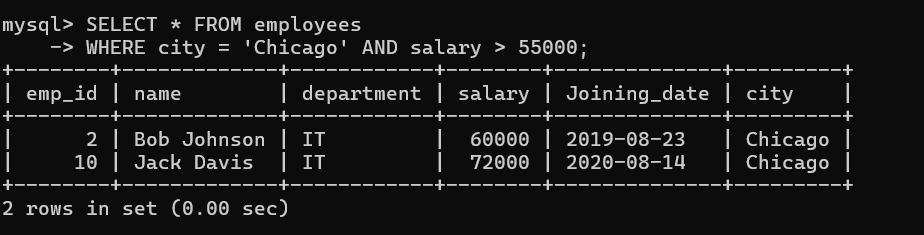 mysql> SELECT * FROM employees
    -> WHERE city = 'Chicago' AND salary > 55000;
+--------+-------------+------------+--------+--------------+---------+
| emp_id | name        | department | salary | Joining_date | city    |
+--------+-------------+------------+--------+--------------+---------+
|      2 | Bob Johnson | IT         |  60000 | 2019-08-23   | Chicago |
|     10 | Jack Davis  | IT         |  72000 | 2020-08-14   | Chicago |
+--------+-------------+------------+--------+--------------+---------+
2 rows in set (0.00 sec)